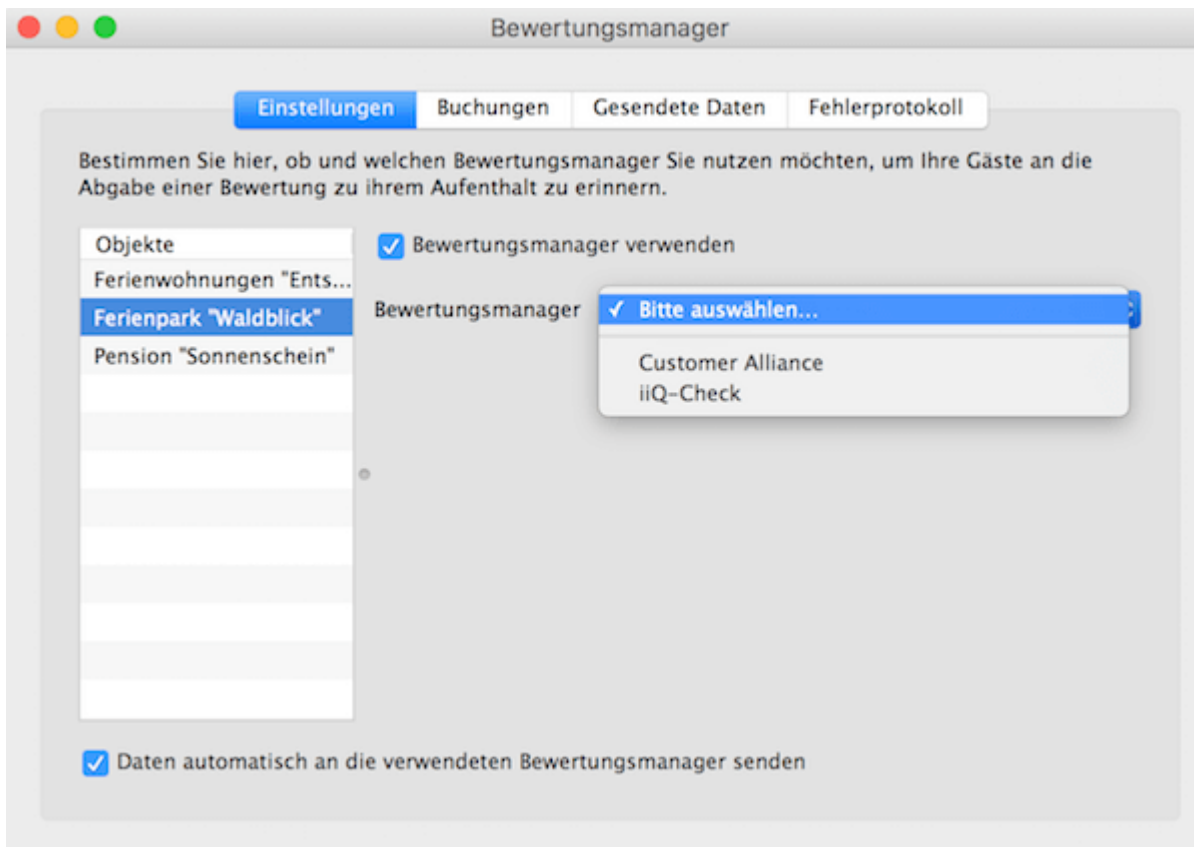 Bewertungsmanager
Einstellungen Buchungen Gesendete Daten Fehlerprotokoll
Bestimmen Sie hier, ob und welchen Bewertungsmanager Sie nutzen möchten, um Ihre Gäste an die
Abgabe einer Bewertung zu ihrem Aufenthalt zu erinnern.
Objekte
Ferienwohnungen "Ents...
Ferienpark "Waldblick"
Pension "Sonnenschein"
Bewertungsmanager verwenden
Bewertungsmanager
Bitte auswählen...
Customer Alliance
iiQ-Check
Daten automatisch an die verwendeten Bewertungsmanager senden